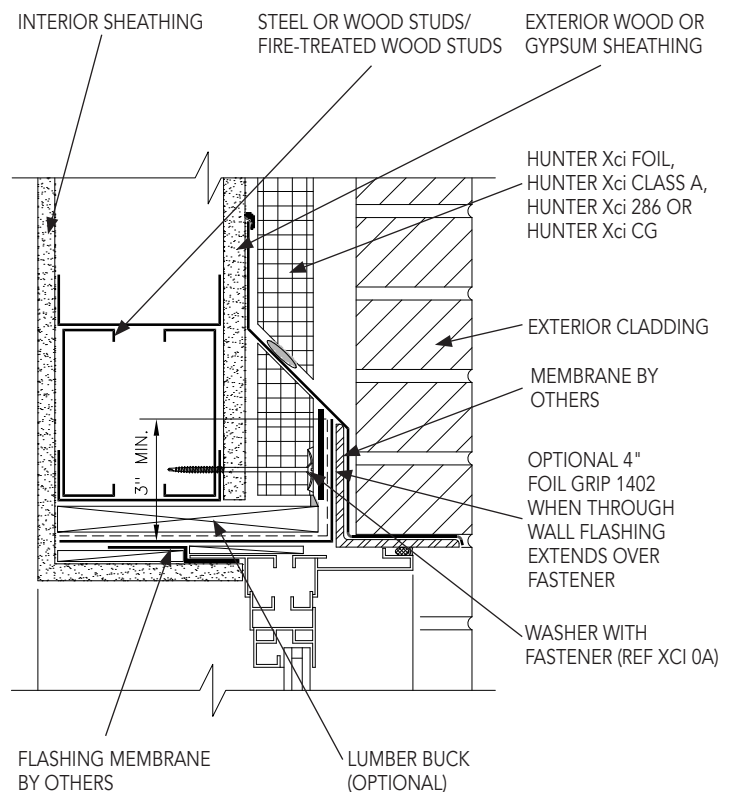 INTERIOR SHEATHING
STEEL OR WOOD STUDS/
FIRE-TREATED WOOD STUDS
EXTERIOR WOOD OR
GYPSUM SHEATHING
HUNTER Xci FOIL,
HUNTER Xci CLASS A,
HUNTER Xci 286 OR
HUNTER Xci CG
EXTERIOR CLADDING
MEMBRANE BY
OTHERS
3" MIN.
OPTIONAL 4"
FOIL GRIP 1402
WHEN THROUGH
WALL FLASHING
EXTENDS OVER
FASTENER
WASHER WITH
FASTENER (REF XCI 0A)
FLASHING MEMBRANE
BY OTHERS
LUMBER BUCK
(OPTIONAL)